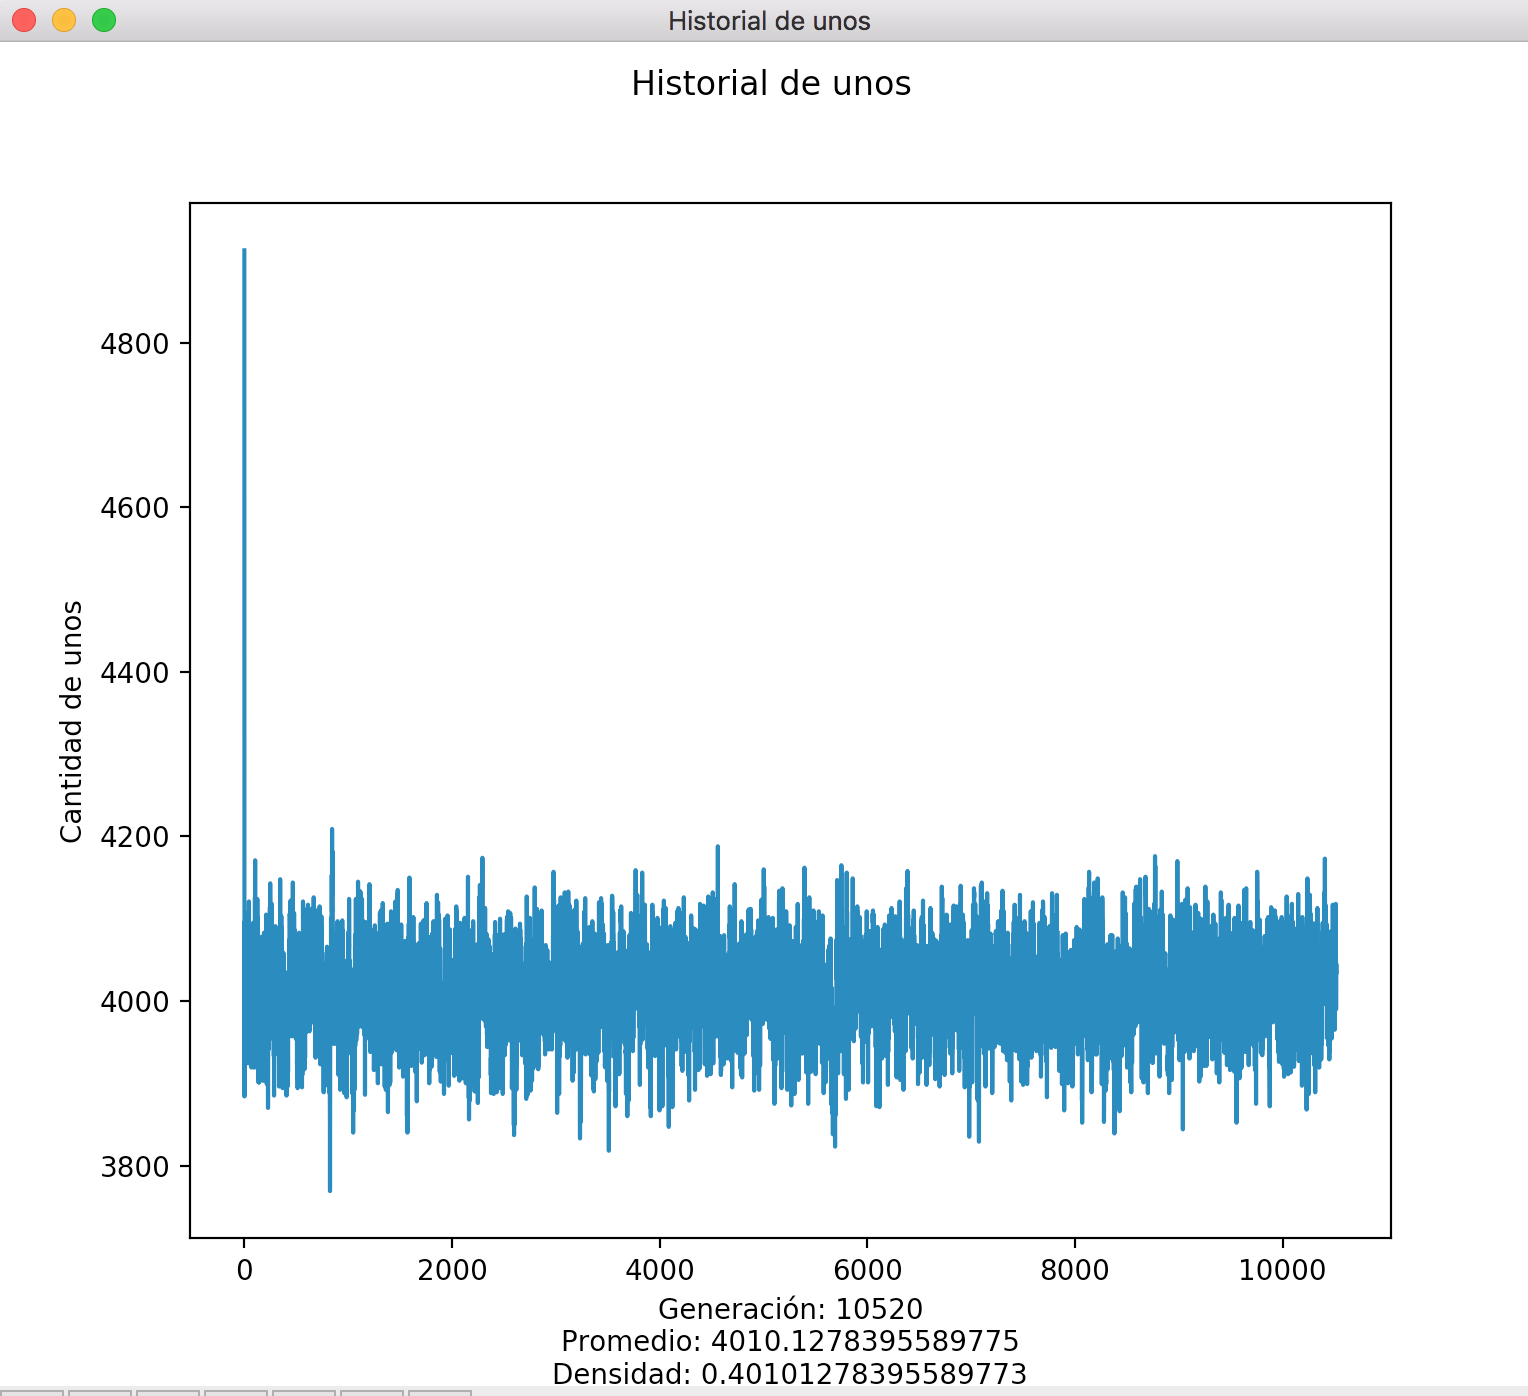 Historial de unos
Historial de unos
Cantidad de unos
4800
4600
4400
4200
4000
3800
0 2000 4000 6000 8000 10000
Generación: 10520
Promedio: 4010.1278395589775
Densidad: 0.40101278395589773